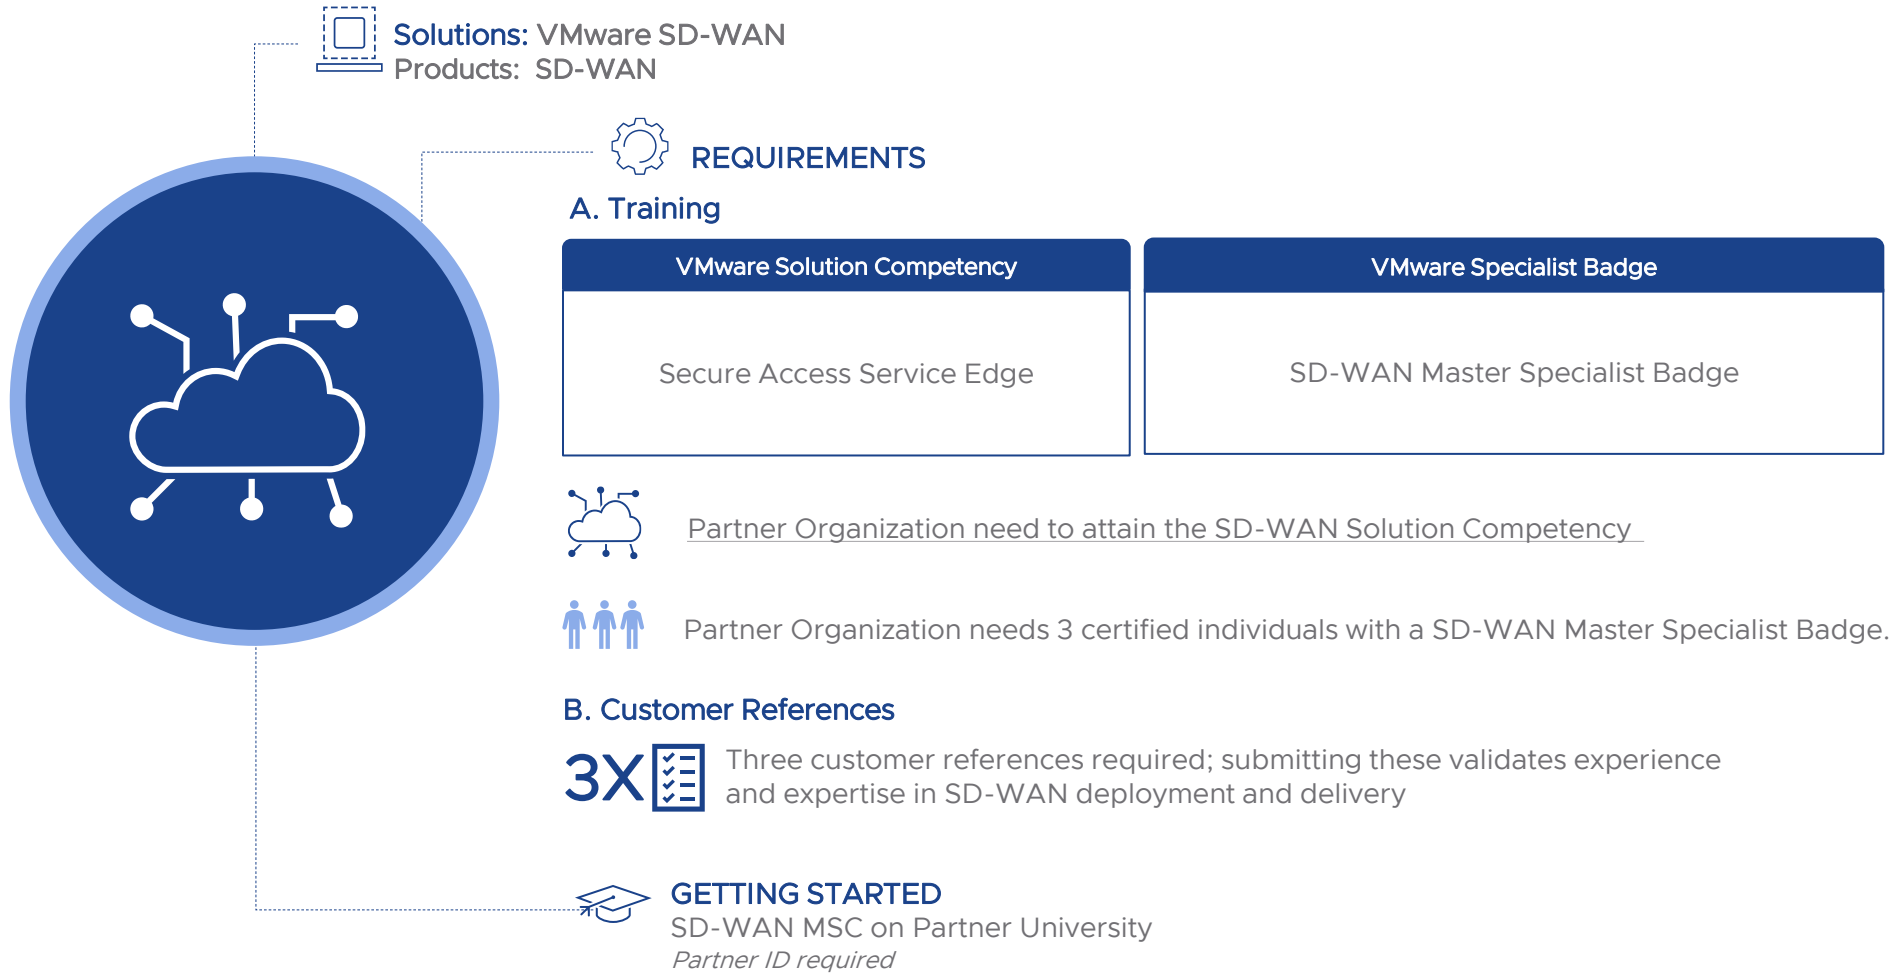 Solutions: VMware SD-WAN
Products: SD-WAN
REQUIREMENTS
A. Training
VMware Solution Competency
Secure Access Service Edge
VMware Specialist Badge
SD-WAN Master Specialist Badge
Partner Organization need to attain the SD-WAN Solution Competency
Partner Organization needs 3 certified individuals with a SD-WAN Master Specialist Badge.
B. Customer References
3X
Three customer references required; submitting these validates experience
and expertise in SD-WAN deployment and delivery
GETTING STARTED
SD-WAN MSC on Partner University
Partner ID required